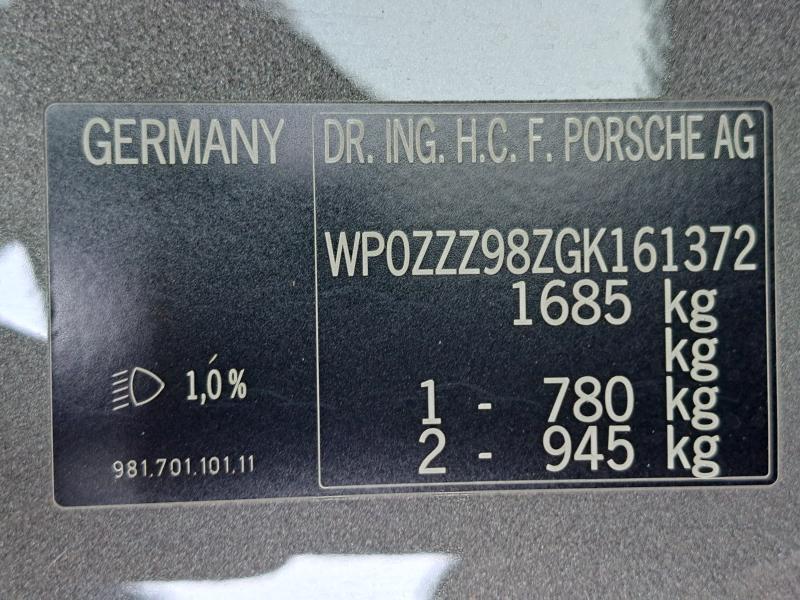 GERMANY
DR. ING. H.C. F. PORSCHE AG
WP0ZZZ98ZGK161372
1685 kg
kg
1 - 780 kg
2 - 945 kg
1,0 %
981.701.101.11